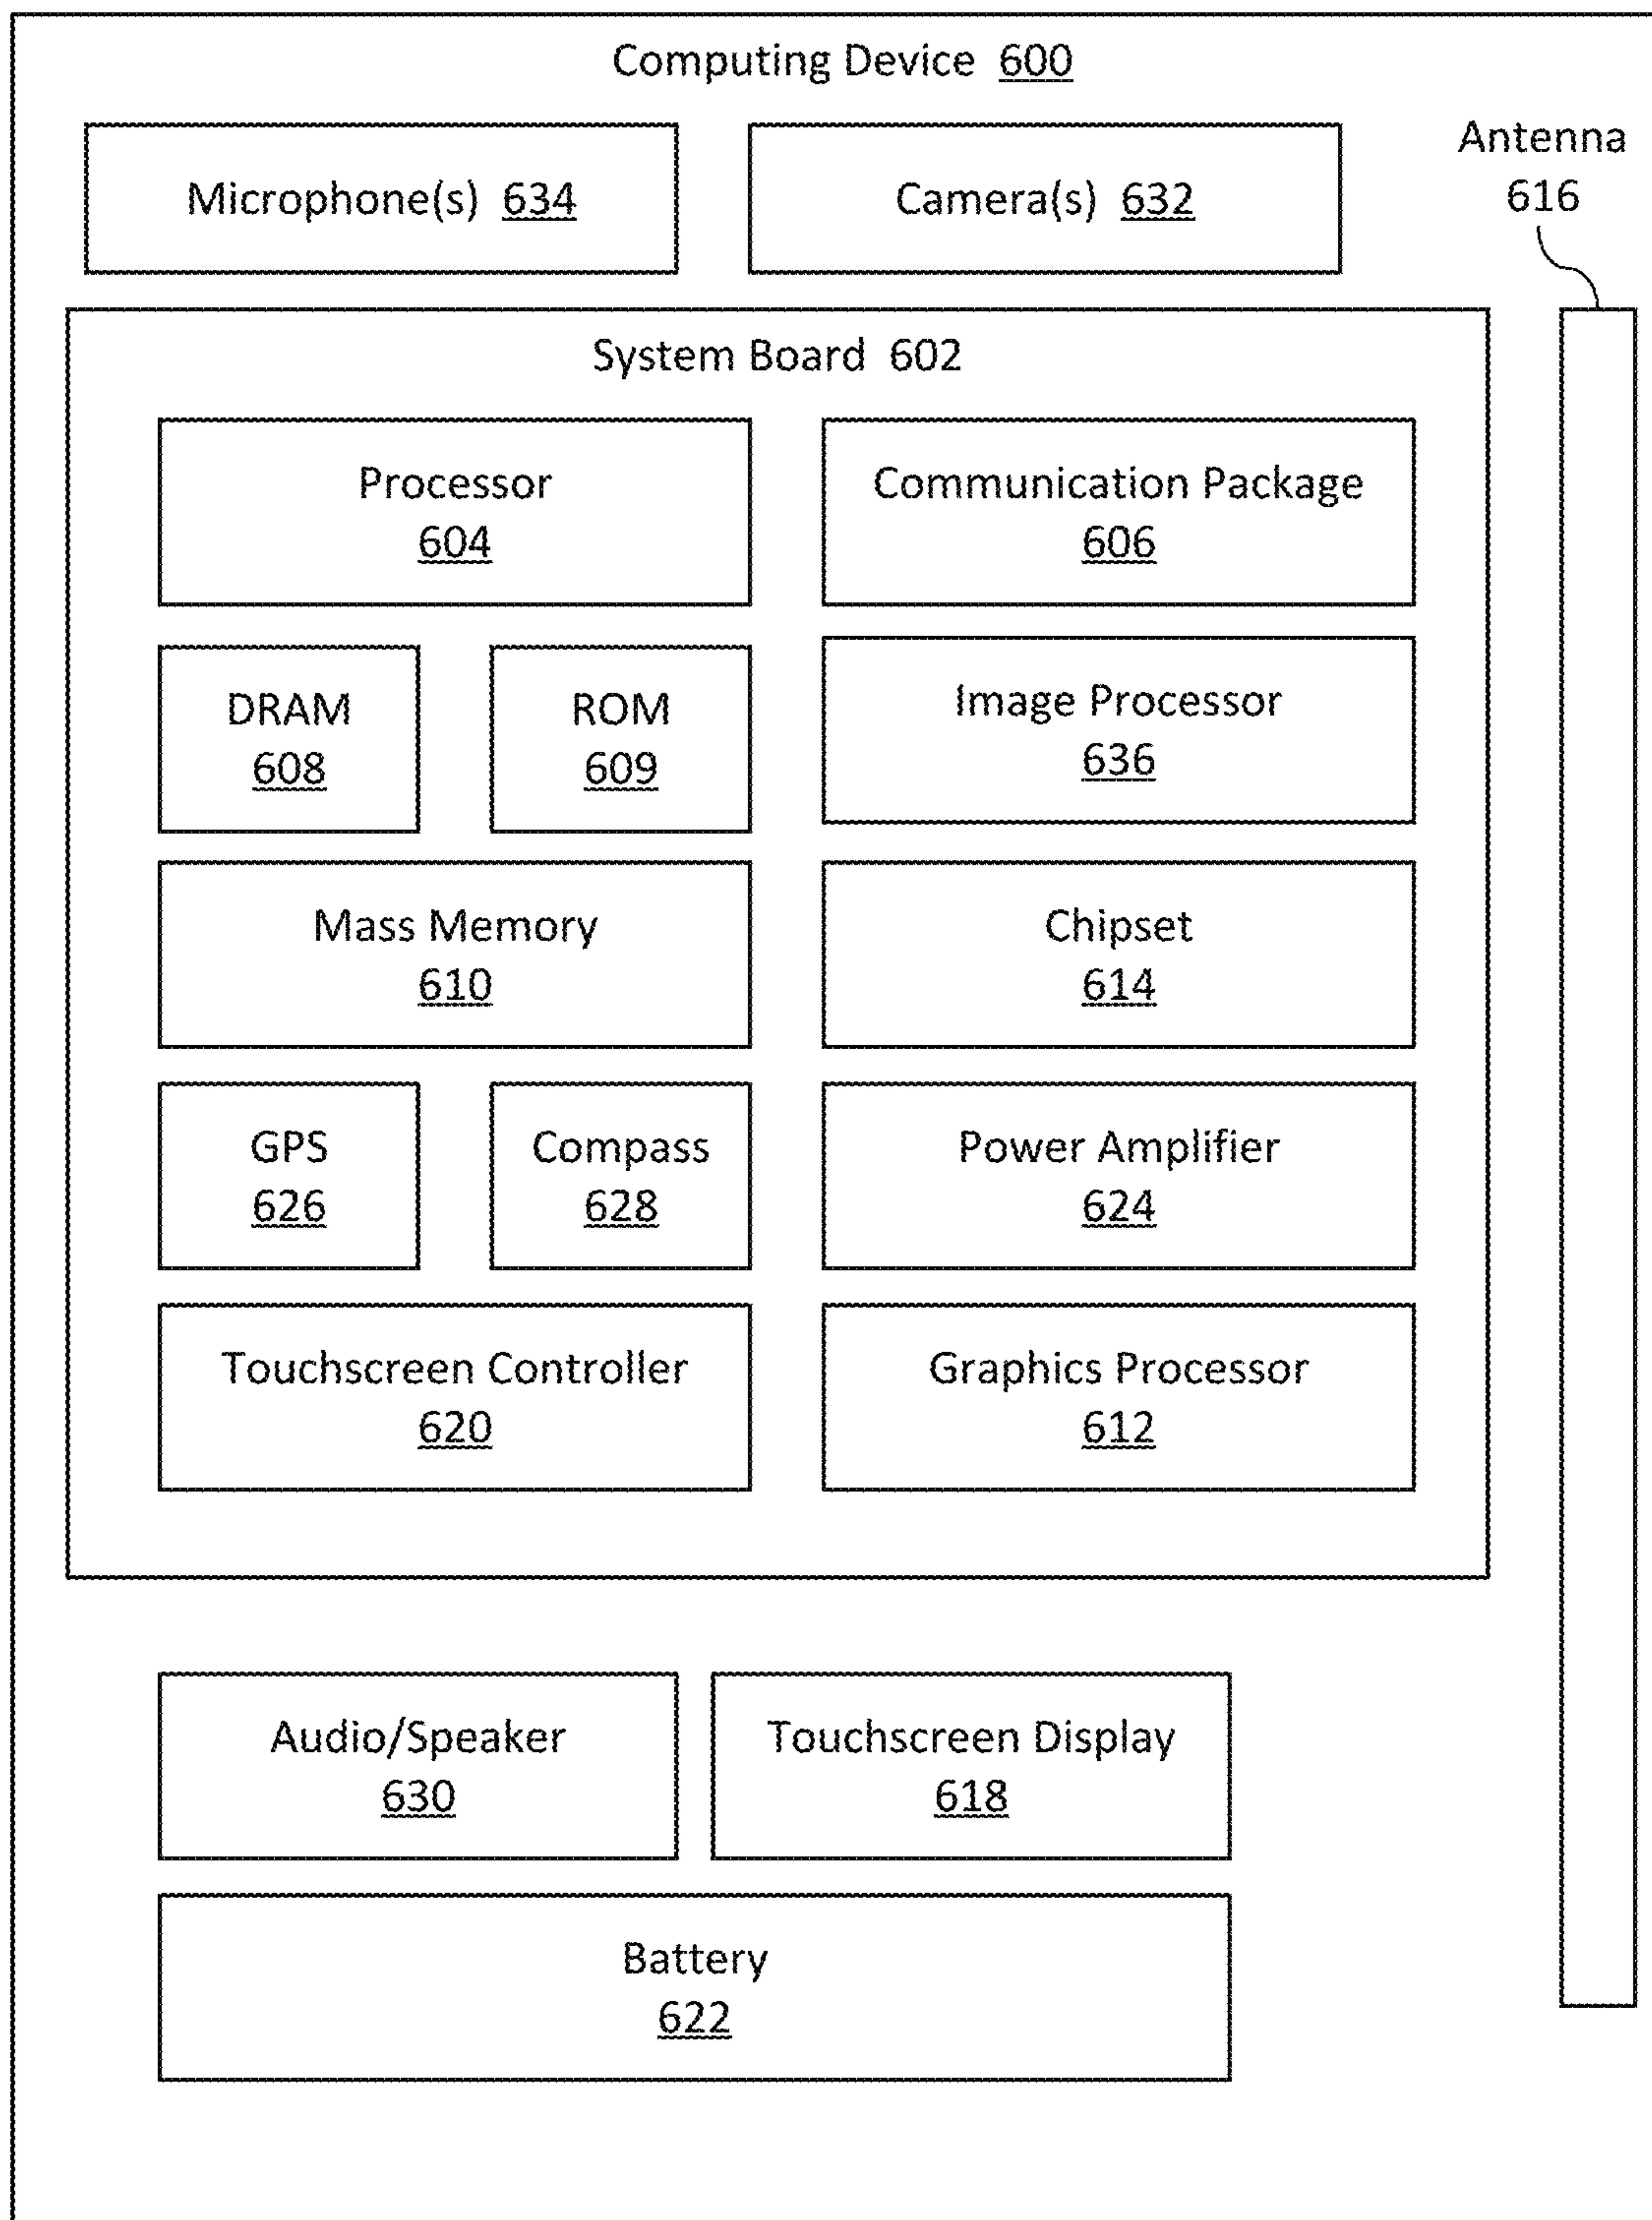 Computing Device 600
Microphone(s) 634
Camera(s) 632
Antenna
616
System Board 602
Processor
604
Communication Package
606
DRAM
608
ROM
609
Image Processor
636
Mass Memory
610
Chipset
614
GPS
626
Compass
628
Power Amplifier
624
Touchscreen Controller
620
Graphics Processor
612
Audio/Speaker
630
Touchscreen Display
618
Battery
622